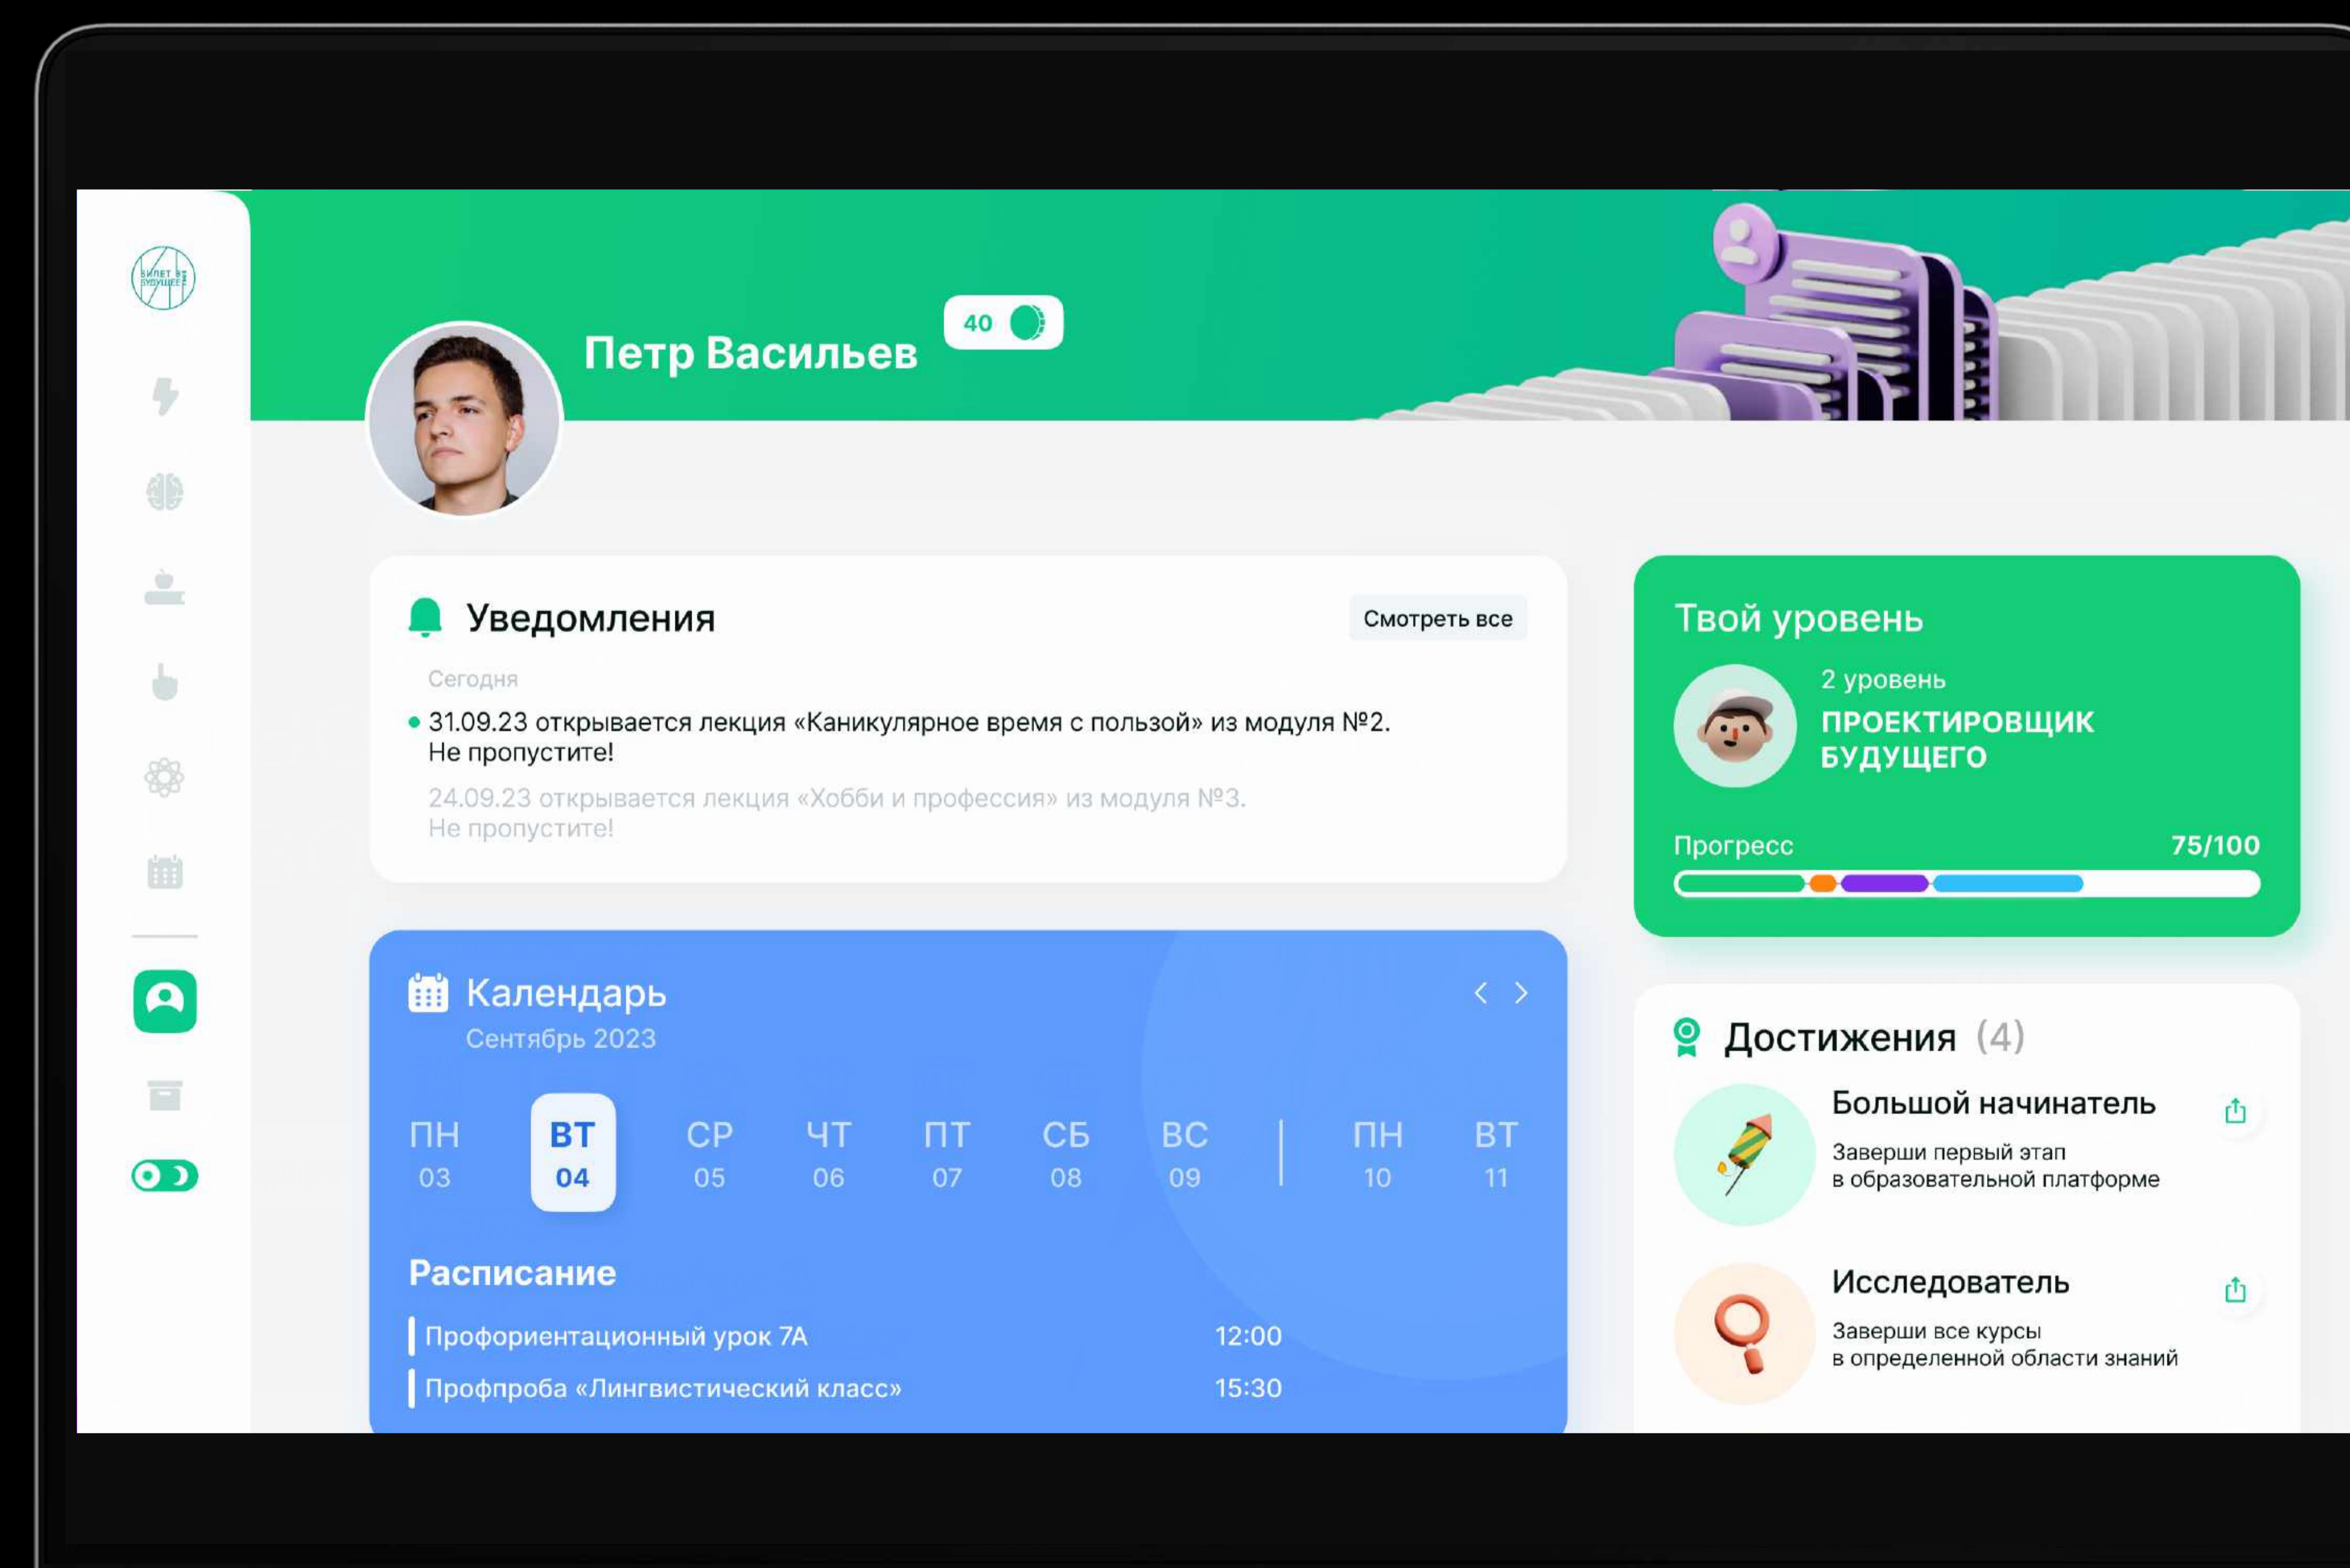 БИЛЕТ В
БУДУЩЕЕ
Петр Васильев
40
Уведомления
Смотреть все
Сегодня
31.09.23 открывается лекция «Каникулярное время с пользой» из модуля №2.
Не пропустите!
24.09.23 открывается лекция «Хобби и профессия» из модуля №3.
Не пропустите!
Твой уровень
2 уровень
ПРОЕКТИРОВЩИК
БУДУЩЕГО
Прогресс 75/100
Календарь
Сентябрь 2023
ПН ВТ СР ЧТ ПТ СБ ВС ПН ВТ
03 04 05 06 07 08 09 10 11
Расписание
Профориентационный урок 7А 12:00
Профпроба «Лингвистический класс» 15:30
Достижения (4)
Большой начинатель
Заверши первый этап
в образовательной платформе
Исследователь
Заверши все курсы
в определенной области знаний